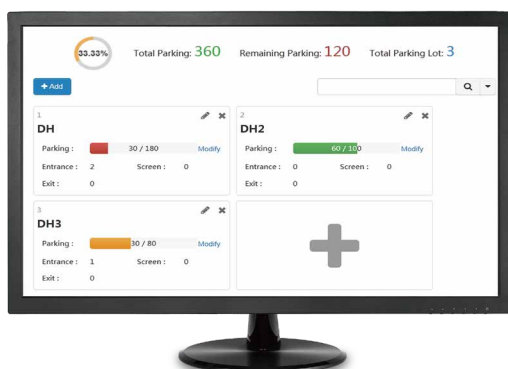 33.33% Total Parking: 360 Remaining Parking: 120 Total Parking Lot: 3
+ Add
1
DH
Parking : 30 / 180 Modify
Entrance : 2 Screen : 0
Exit : 0
2
DH2
Parking : 60 / 100 Modify
Entrance : 0 Screen : 0
Exit : 0
3
DH3
Parking : 30 / 80 Modify
Entrance : 1 Screen : 0
Exit : 0